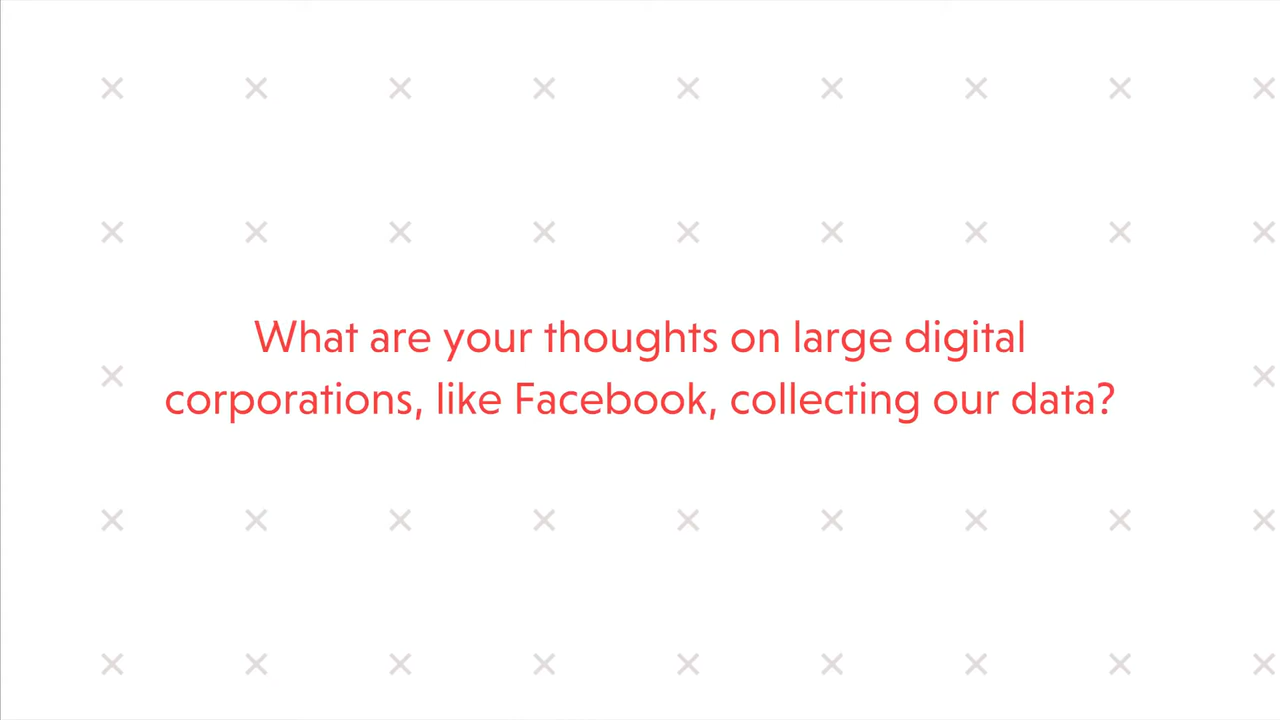 What are your thoughts on large digital
corporations, like Facebook, collecting our data?